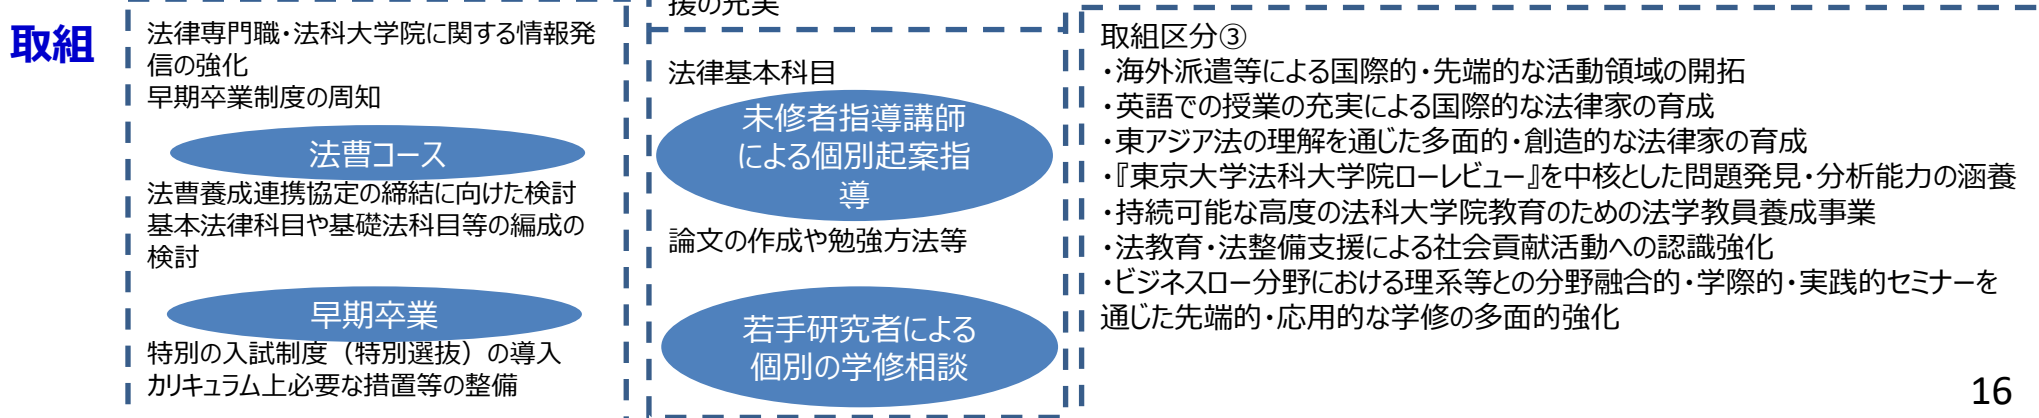 取組
法律専門職・法科大学院に関する情報発
信の強化
早期卒業制度の周知
法曹コース
法曹養成連携協定の締結に向けた検討
基本法律科目や基礎法科目等の編成の
検討
早期卒業
特別の入試制度（特別選抜）の導入
カリキュラム上必要な措置等の整備
援の充実
法律基本科目
未修者指導講師
による個別起案指
導
論文の作成や勉強方法等
若手研究者による
個別の学修相談
取組区分③
・海外派遣等による国際的・先端的な活動領域の開拓
・英語での授業の充実による国際的な法律家の育成
・東アジア法の理解を通じた多面的・創造的な法律家の育成
・『東京大学法科大学院ローレビュー』を中核とした問題発見・分析能力の涵養
・持続可能な高度の法科大学院教育のための法学教員養成事業
・法教育・法整備支援による社会貢献活動への認識強化
・ビジネスロー分野における理系等との分野融合的・学際的・実践的セミナーを
通じた先端的・応用的な学修の多面的強化
16